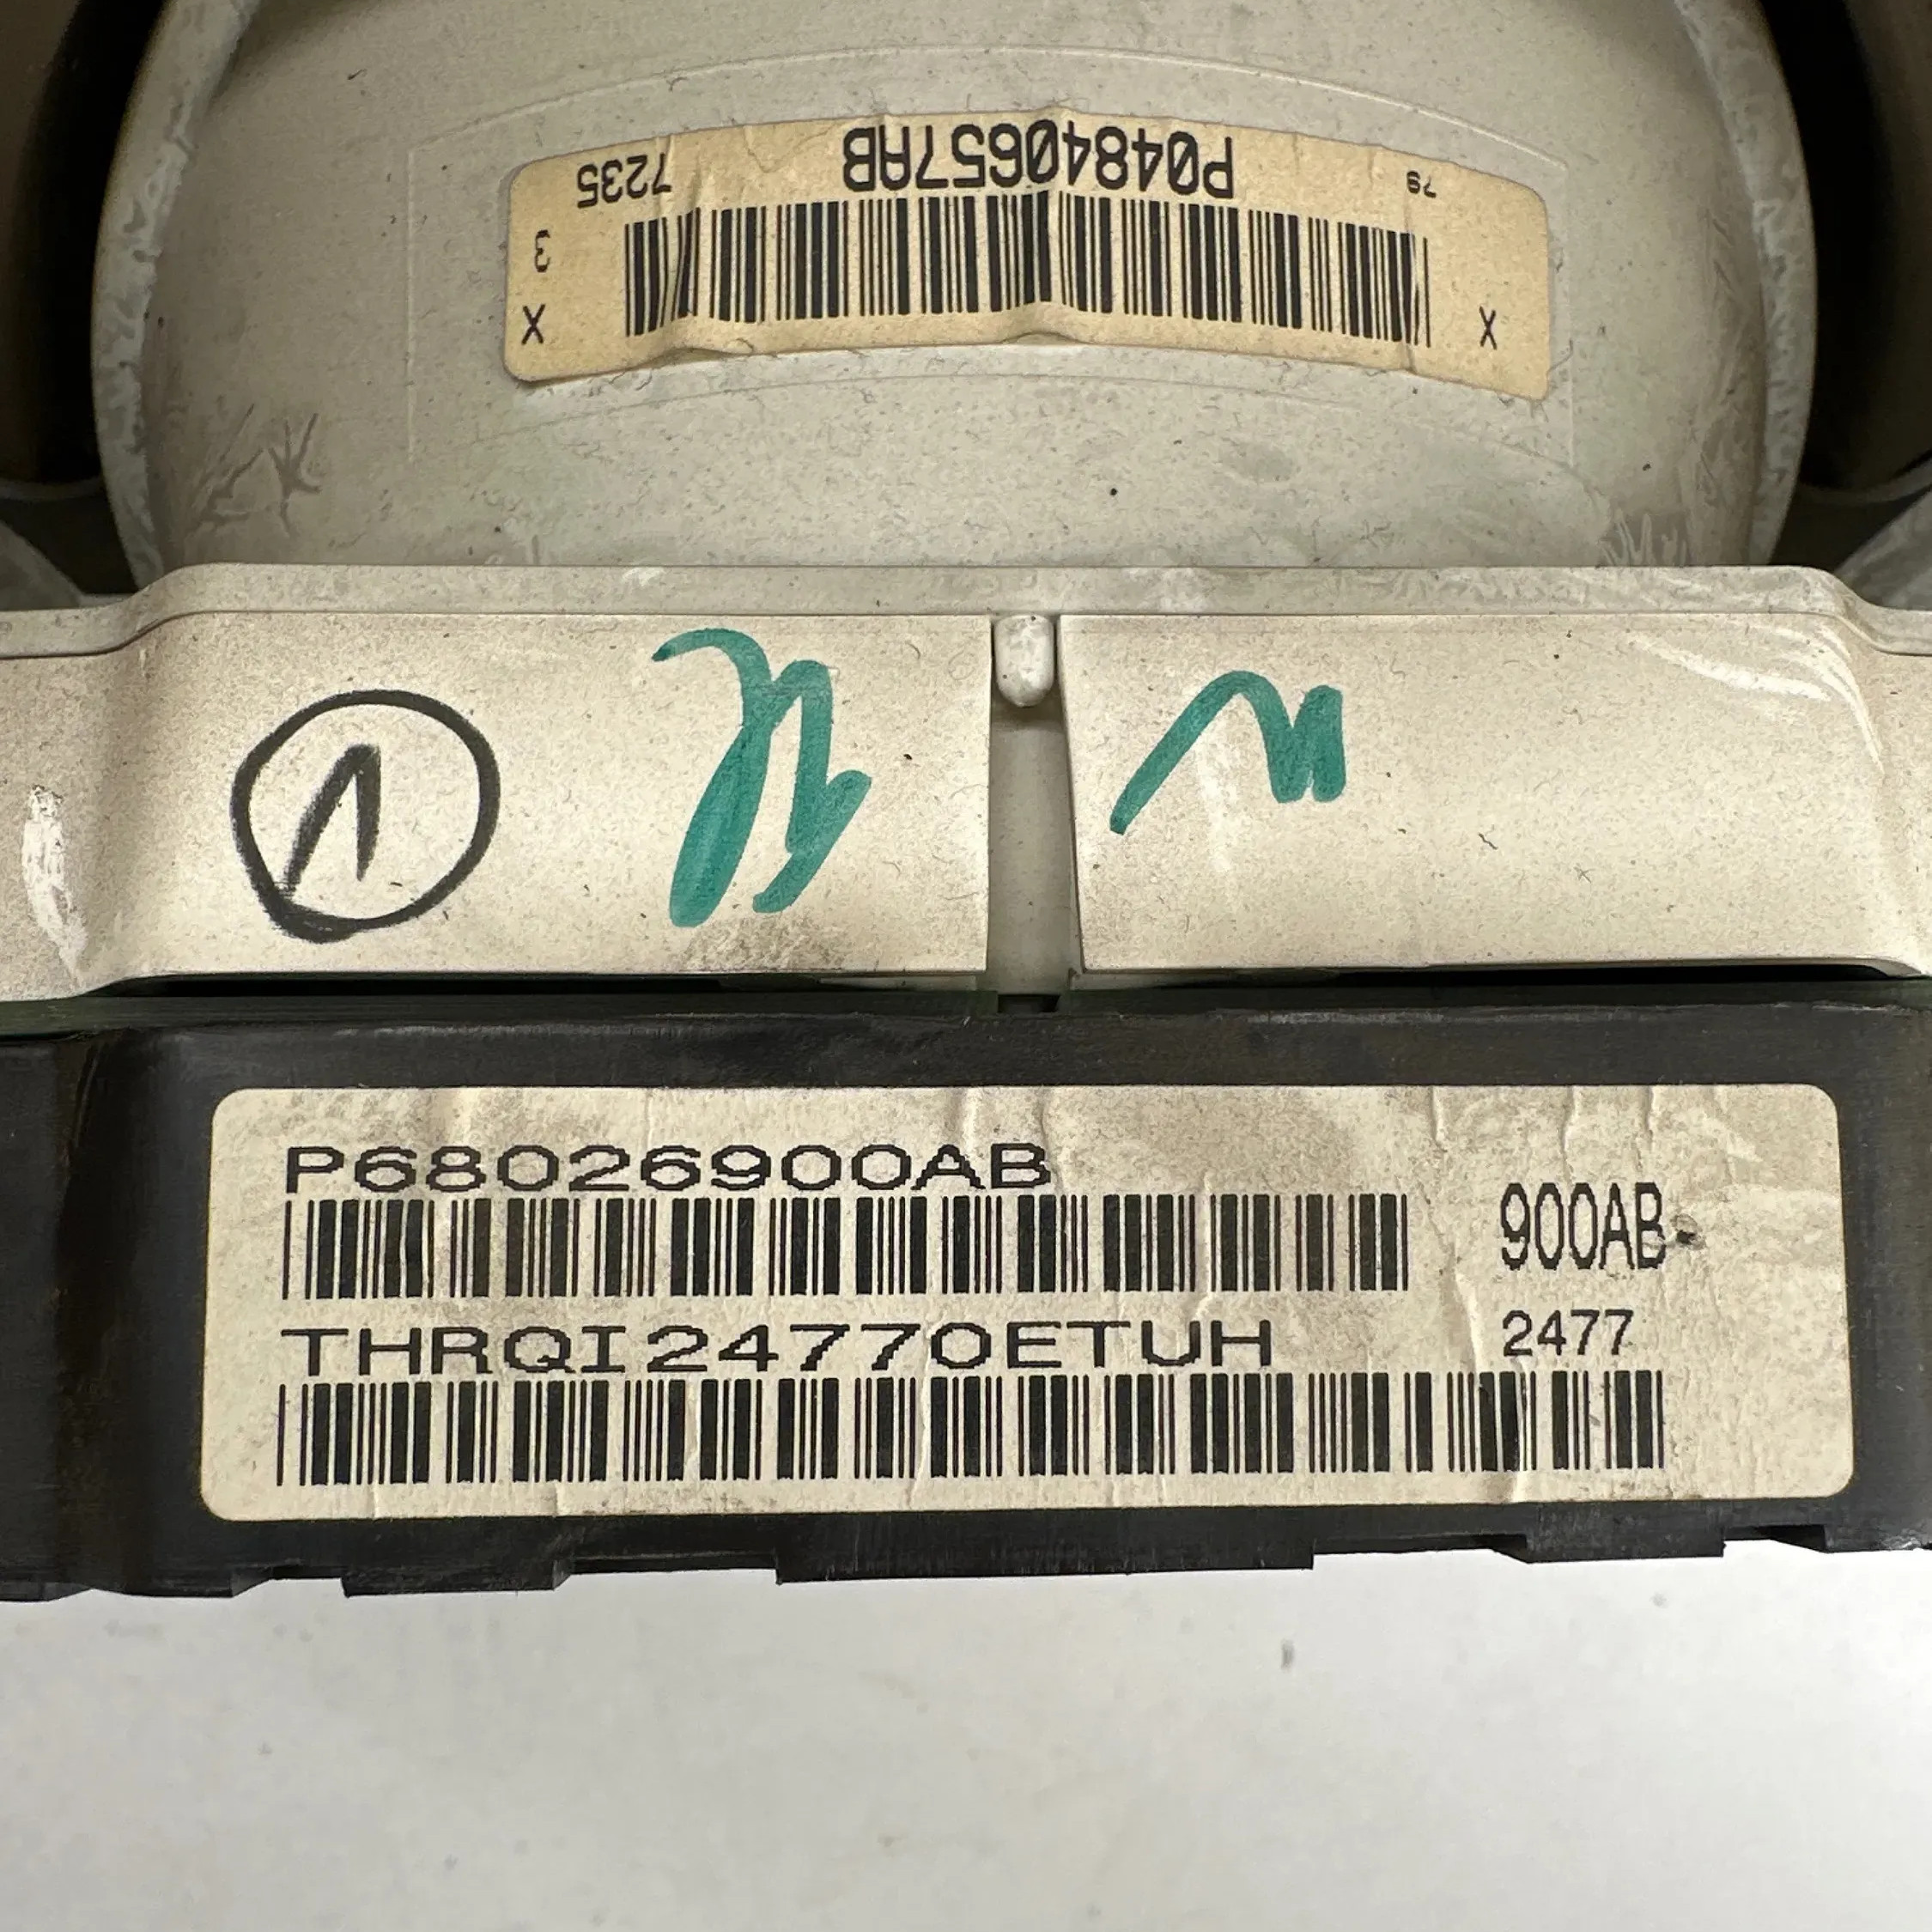 79 P04840657AB 7235
X 3
X
1
P68026900AB
900AB
THRQI24770ETUH
2477